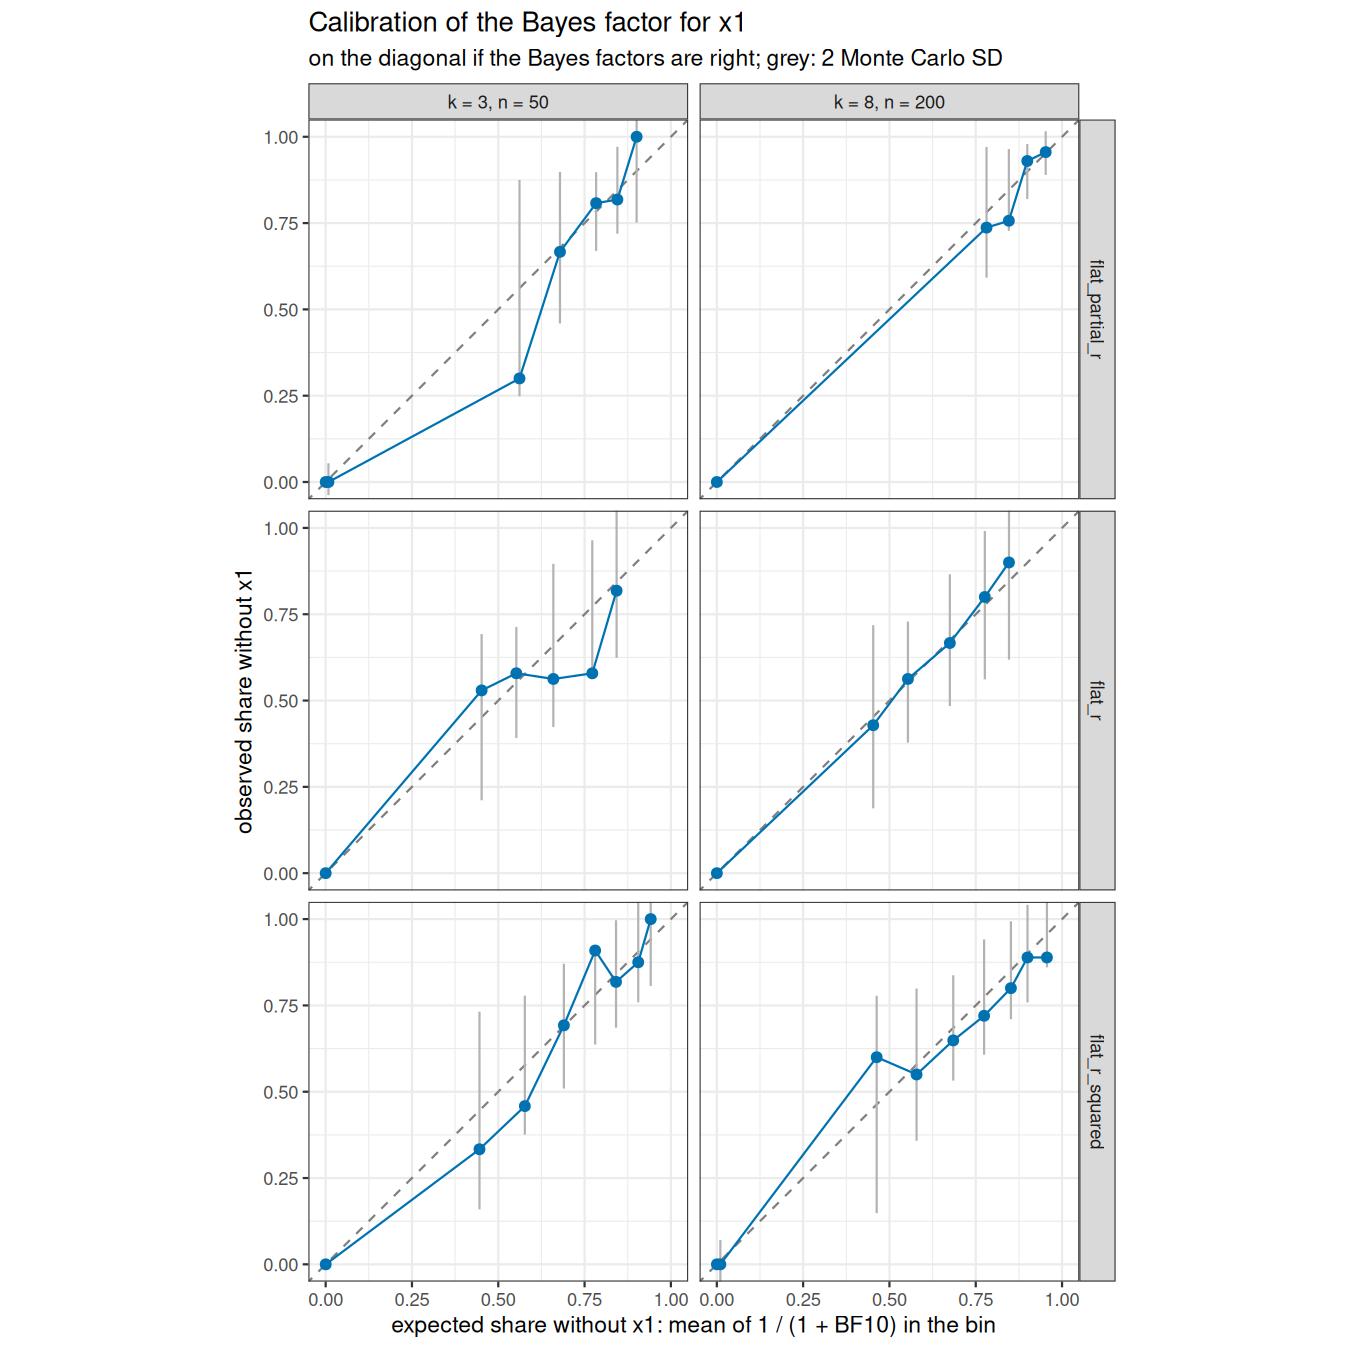 Calibration of the Bayes factor for x1
on the diagonal if the Bayes factors are right; grey: 2 Monte Carlo SD
k = 3, n = 50
k = 8, n = 200
1.00
0.75
0.50
0.25
0.00
flat_partial_r
1.00
0.75
0.50
0.25
0.00
flat_r
observed share without x1
1.00
0.75
0.50
0.25
0.00
flat_r_squared
0.00 0.25 0.50 0.75 1.00
0.00 0.25 0.50 0.75 1.00
expected share without x1: mean of 1 / (1 + BF10) in the bin